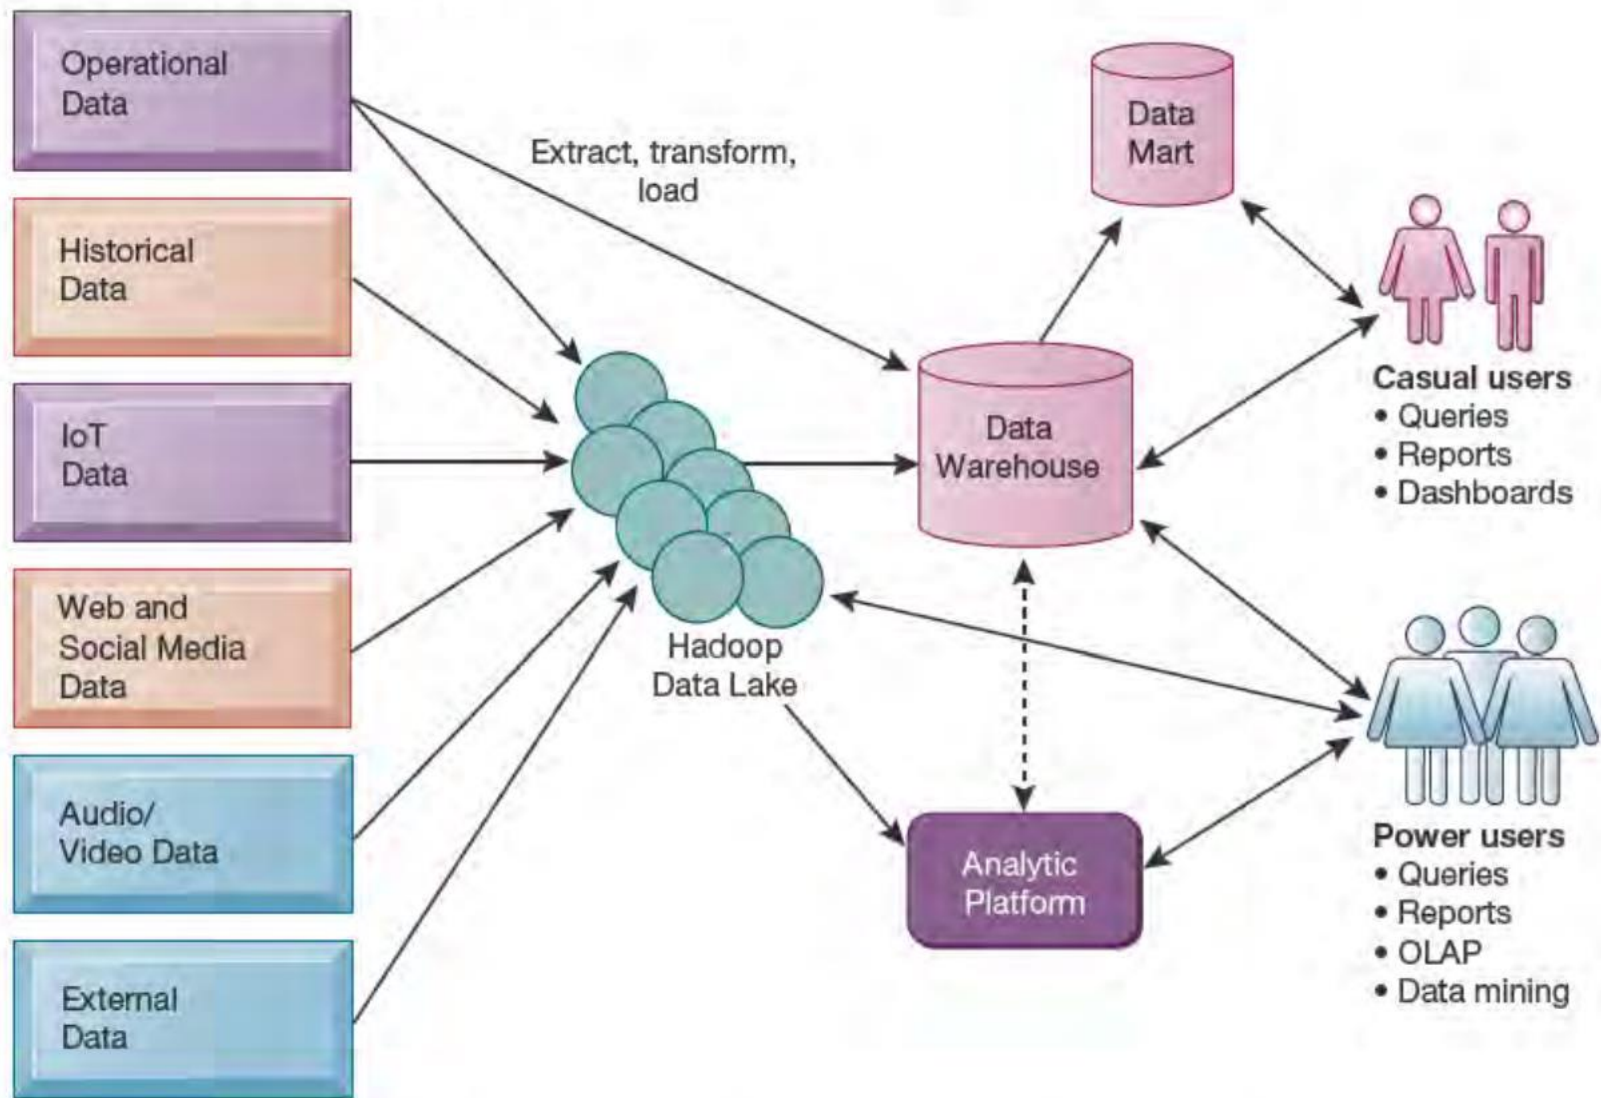 Operational
Data
Historical
Data
IoT
Data
Web and
Social Media
Data
Audio/
Video Data
External
Data
Extract, transform,
load
Hadoop
Data Lake
Data
Mart
Data
Warehouse
Analytic
Platform
Casual users
• Queries
• Reports
• Dashboards
Power users
• Queries
• Reports
• OLAP
• Data mining